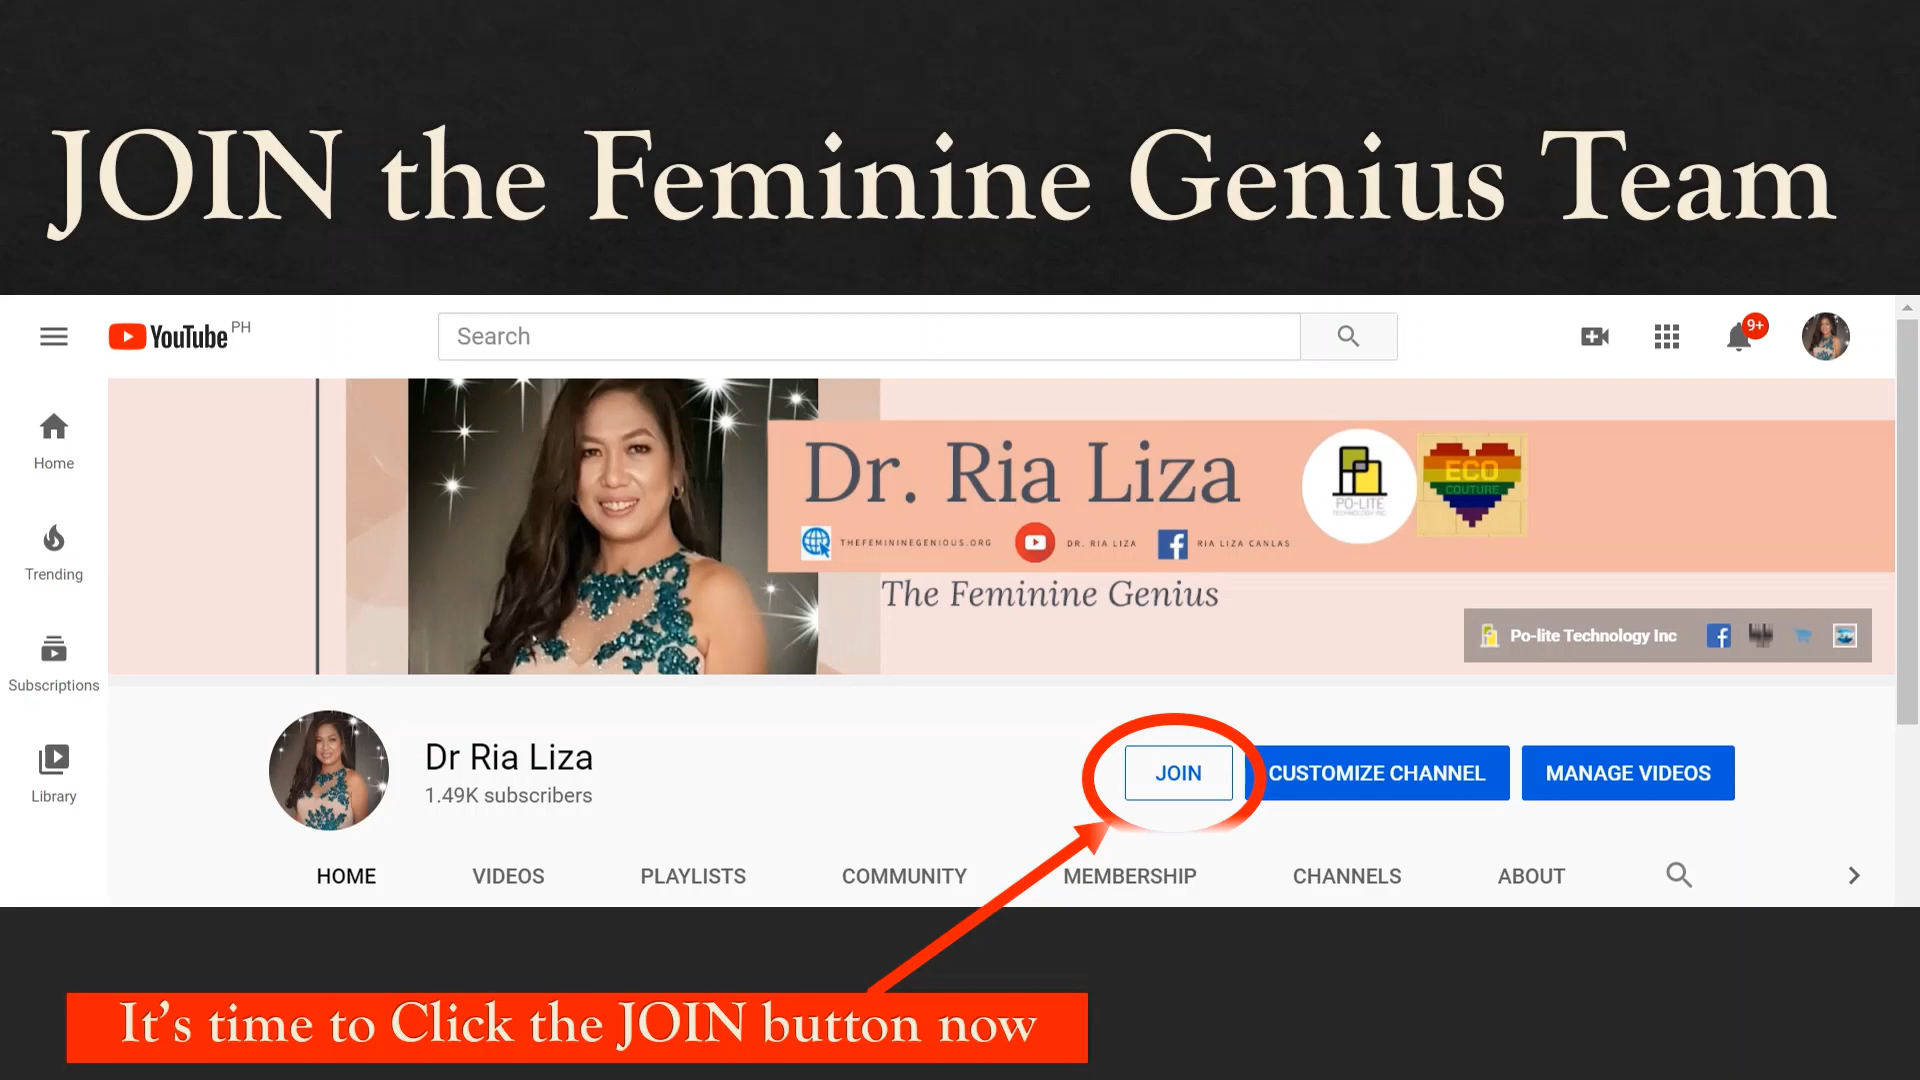 JOIN the Feminine Genius Team
YouTube PH
Search
9+
Home
Trending
Subscriptions
Library
Dr. Ria Liza
THEFEMININEGENIOUS.ORG
DR. RIA LIZA
RIA LIZA CANLAS
PO-LITE
TECHNOLOGY INC
ECO
COUTURE
The Feminine Genius
Po-lite Technology Inc
Dr Ria Liza
1.49K subscribers
JOIN
CUSTOMIZE CHANNEL
MANAGE VIDEOS
HOME
VIDEOS
PLAYLISTS
COMMUNITY
MEMBERSHIP
CHANNELS
ABOUT
It's time to Click the JOIN button now